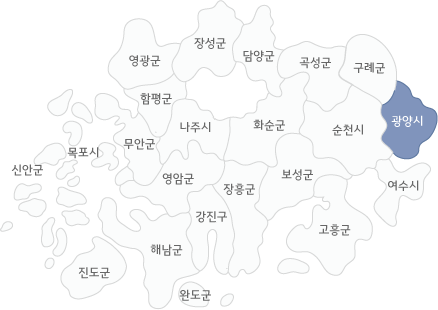 장성군
담양군
영광군
곡성군
구례군
함평군
광양시
나주시
화순군
순천시
무안군
목포시
신안군
영암군
보성군
여수시
장흥군
강진구
고흥군
해남군
진도군
완도군